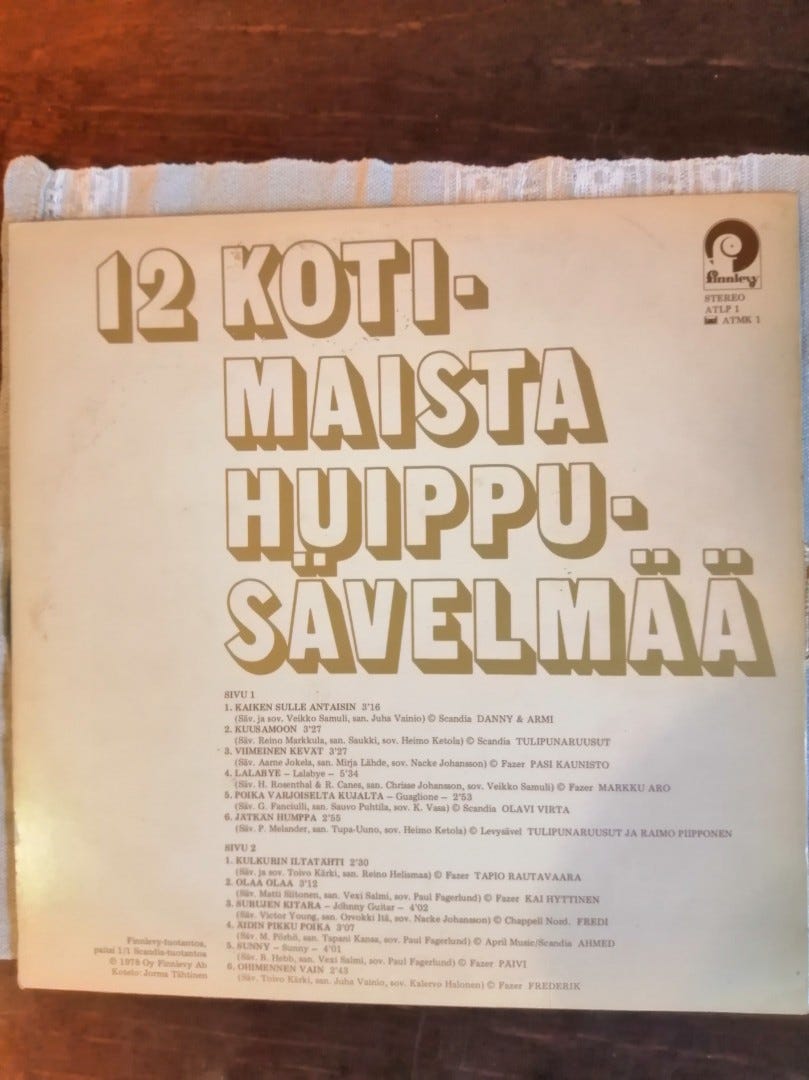 12 KOTI-
MAISTA
HUIPPU-
SÄVELMÄÄ
finnlevy
STEREO
ATLP 1
ATMK 1
SIVU 1
1. KAIKEN SULLE ANTAISIN 3'16
(Säv. ja sov. Veikko Samuli, san. Juha Vainio) © Scandia DANNY & ARMI
2. KUUSAMOON 3'27
(Säv. Reino Markkula, san. Saukki, sov. Heimo Ketola) © Scandia TULIPUNARUUSUT
3. VIIMEINEN KEVÄT 3'27
(Säv. Aarne Jokela, san. Mirja Lähde, sov. Nacke Johansson) © Fazer PASI KAUNISTO
4. LALABYE – Lalabye – 5'34
(Säv. H. Rosenthal & R. Canes, san. Chrisse Johansson, sov. Veikko Samuli) © Fazer MARKKU ARO
5. POIKA VARJOISELTA KUJALTA – Guaglione – 2'53
(Säv. G. Fanciulli, san. Sauvo Puhtila, sov. K. Vasa) © Scandia OLAVI VIRTA
6. JÄTKÄN HUMPPA 2'55
(Säv. P. Melander, san. Tupa-Uuno, sov. Heimo Ketola) © Levysävel TULIPUNARUUSUT JA RAIMO PIIPPONEN
SIVU 2
1. KULKURIN ILTATÄHTI 2'30
(Säv. ja sov. Toivo Kärki, san. Reino Helismaa) © Fazer TAPIO RAUTAVAARA
2. OLAA OLAA 3'12
(Säv. Matti Siitonen, san. Vexi Salmi, sov. Paul Fagerlund) © Fazer KAI HYTTINEN
3. SURUJEN KITARA – Johnny Guitar – 4'02
(Säv. Victor Young, san. Orvokki Itä, sov. Nacke Johansson) © Chappell Nord. FREDI
4. ÄIDIN PIKKU POIKA 3'07
(Säv. M. Pörhö, san. Tapani Kansa, sov. Paul Fagerlund) © April Music/Scandia AHMED
5. SUNNY – Sunny – 4'01
(Säv. B. Hebb, san. Vexi Salmi, sov. Paul Fagerlund) © Fazer PÄIVI
6. OHIMENNEN VAIN 2'43
(Säv. Toivo Kärki, san. Juha Vainio, sov. Kalervo Halonen) © Fazer FREDERIK
Finnlevy-tuotantoa,
paitsi 1/1 Scandia-tuotantoa
℗ 1978 Oy Finnlevy Ab
Kotelo: Jorma Tähtinen